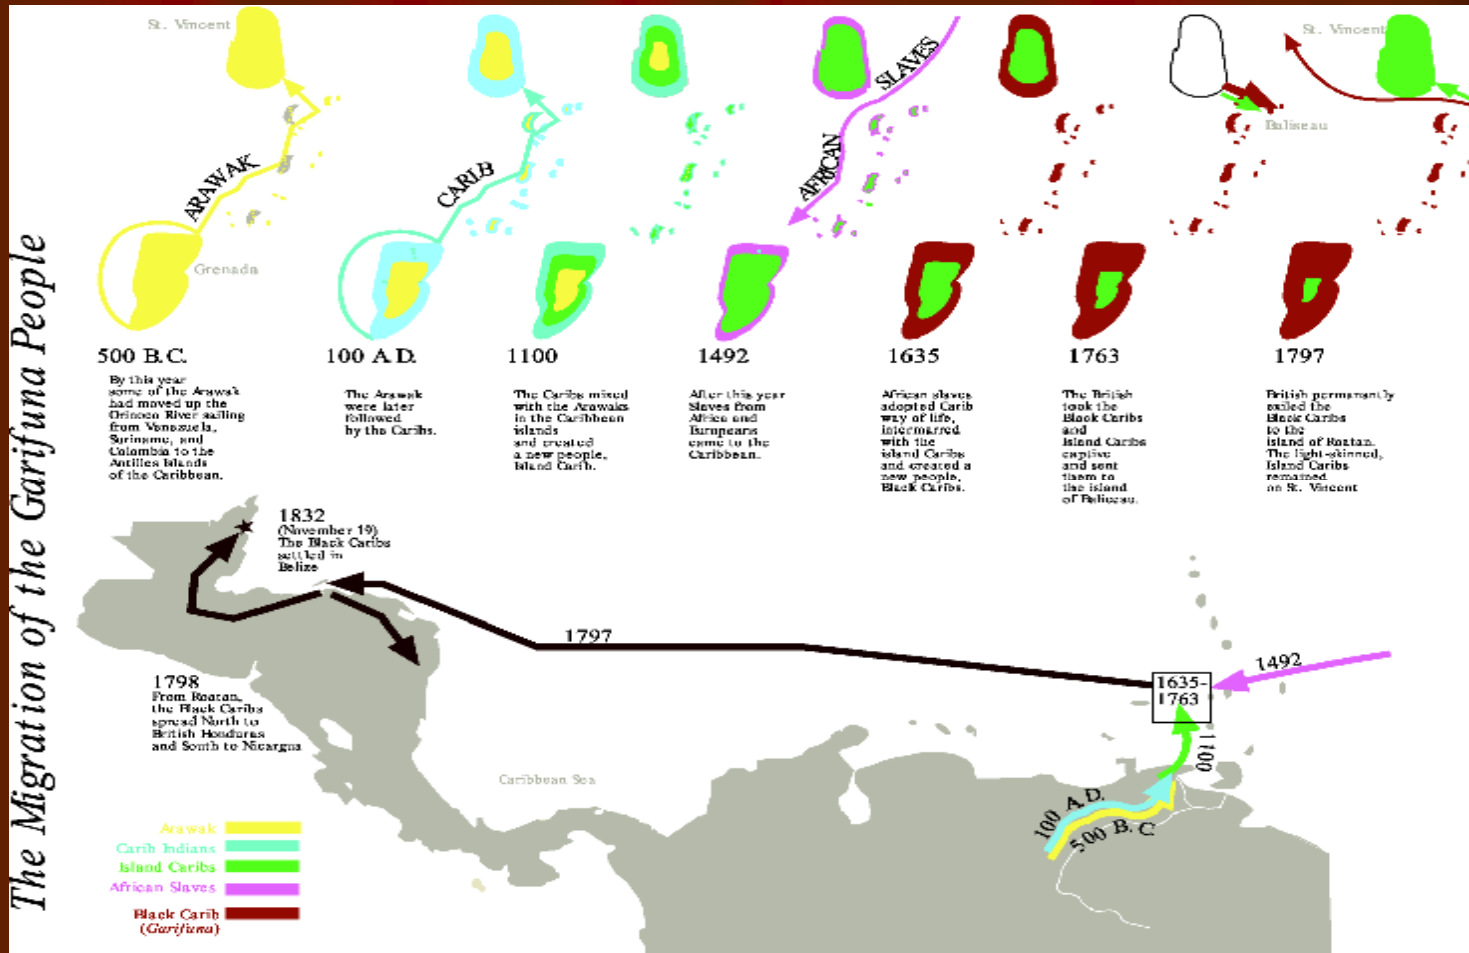 The Migration of the Garifuna People
St. Vincent
ARAWAK
Grenada
CARIB
AFRICAN SLAVES
Baliseau
St. Vincent
500 B.C.
By this year
some of the Arawak
had moved up the
Orinoco River sailing
from Venezuela,
Suriname, and
Colombia to the
Antilles Islands
of the Caribbean.
100 A.D.
The Arawak
were later
followed
by the Caribs.
1100
The Caribs mixed
with the Arawaks
in the Caribbean
islands
and created
a new people,
Island Carib.
1492
After this year
Slaves from
Africa and
Europeans
came to the
Caribbean.
1635
African slaves
adopted Carib
way of life,
intermarred
with the
island Caribs
and created a
new people,
Black Caribs.
1763
The British
took the
Black Caribs
and
Island Caribs
captive
and sent
them to
the island
of Baliceau.
1797
British permanantly
exiled the
Black Caribs
to the
island of Roatan.
The light-skinned,
Island Caribs
remained
on St. Vincent
1832
(November 19)
The Black Caribs
settled in
Belize
1797
1492
1635-
1763
1100
1798
From Roatan,
the Black Caribs
spread North to
British Honduras
and South to Nicargua
Caribbean Sea
100 A.D.
500 B.C
Arawak
Carib Indians
Island Caribs
African Slaves
Black Carib
(Garifuna)